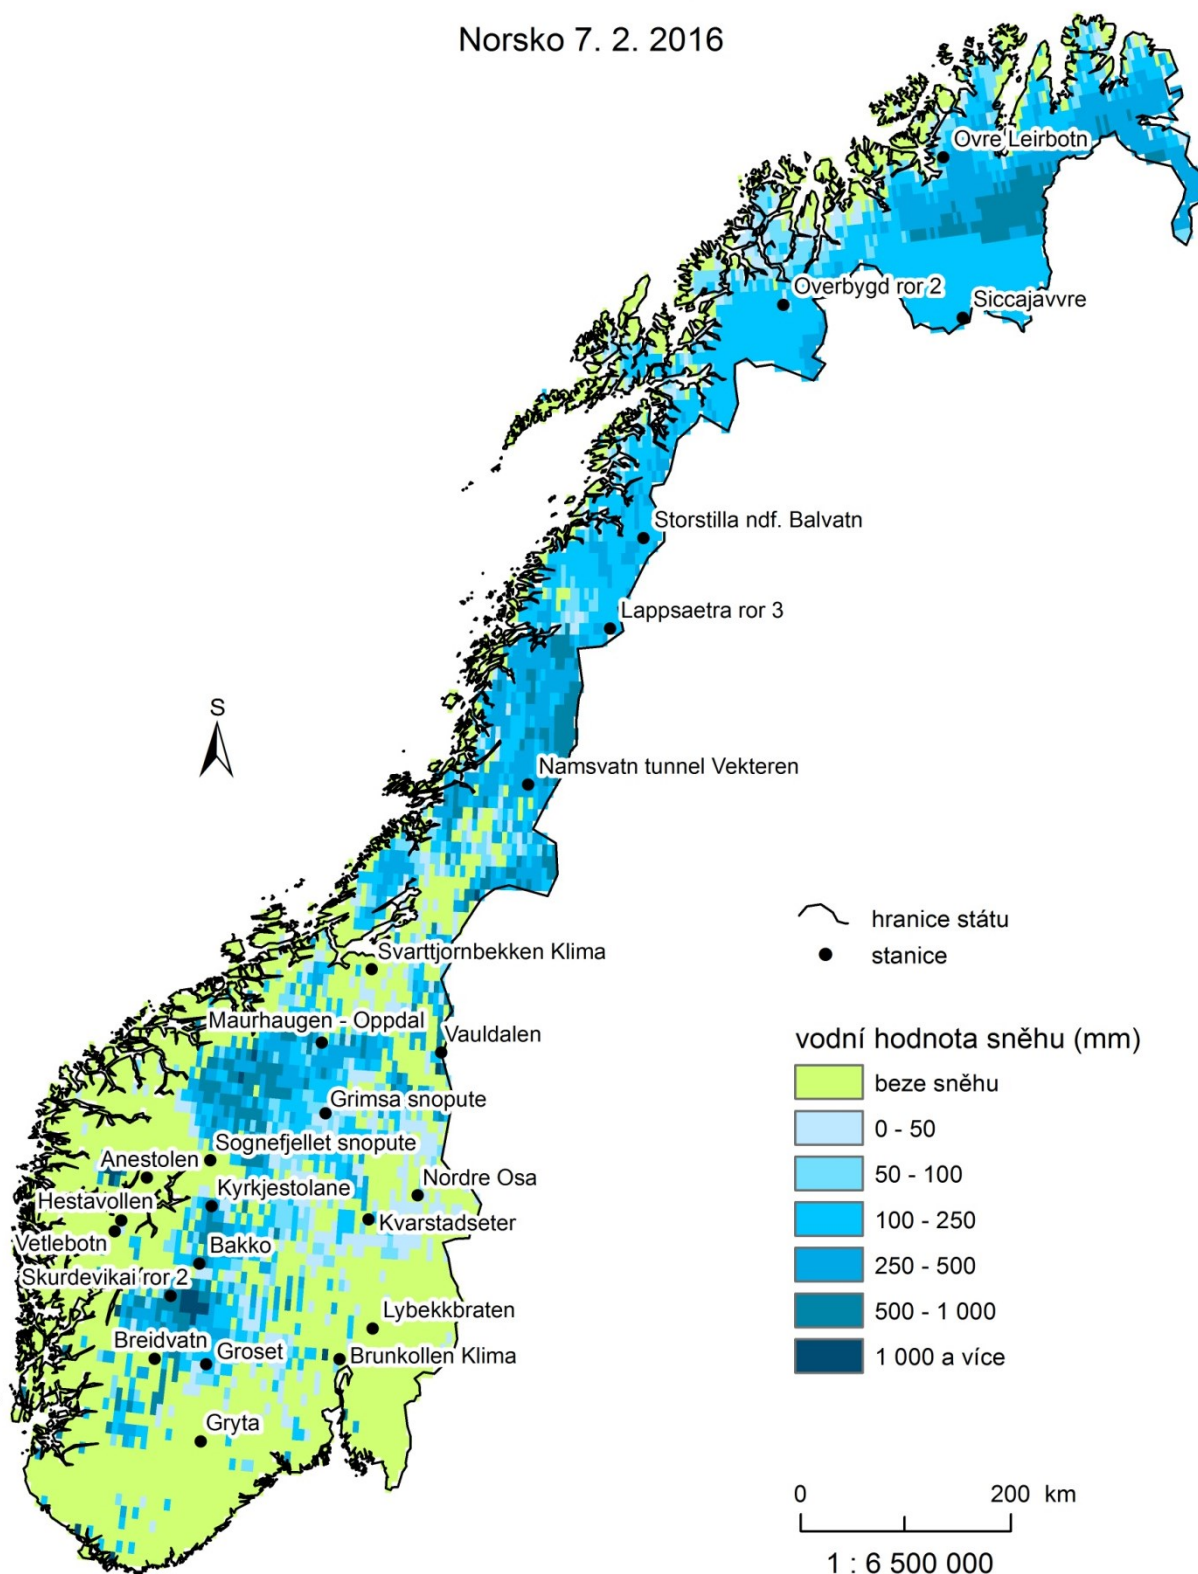 Norsko 7. 2. 2016
Ovre Leirbotn
Overbygd ror 2
Siccajavvre
Storstilla ndf. Balvatn
Lappsaetra ror 3
S
Namsvatn tunnel Vekteren
hranice státu
stanice
Svarttjornbekken Klima
Maurhaugen - Oppdal
Vauldalen
vodní hodnota sněhu (mm)
beze sněhu
Grimsa snopute
0 - 50
Sognefjellet snopute
50 - 100
Anestolen
Nordre Osa
Kyrkjestolane
Hestavollen
Kvarstadseter
100 - 250
Vetlebotn
Bakko
250 - 500
Skurdevikai ror 2
Lybekkbraten
500 - 1 000
Breidvatn
Groset
Brunkollen Klima
1 000 a více
Gryta
0 200 km
1 : 6 500 000